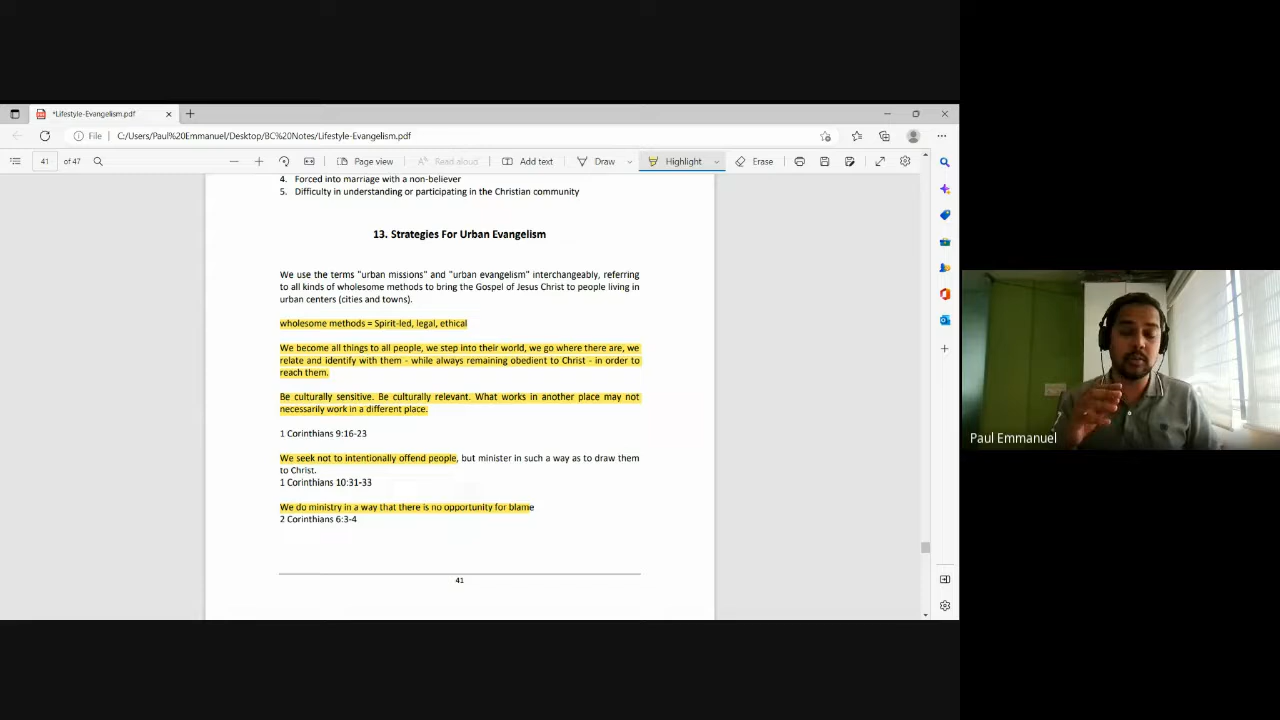 *Lifestyle-Evangelism.pdf
File
C:/Users/Paul%20Emmanuel/Desktop/BC%20Notes/Lifestyle-Evangelism.pdf
41 of 47
Page view
Read aloud
Add text
Draw
Highlight
Erase
4. Forced into marriage with a non-believer
5. Difficulty in understanding or participating in the Christian community
13. Strategies For Urban Evangelism
We use the terms "urban missions" and "urban evangelism" interchangeably, referring
to all kinds of wholesome methods to bring the Gospel of Jesus Christ to people living in
urban centers (cities and towns).
wholesome methods = Spirit-led, legal, ethical
We become all things to all people, we step into their world, we go where there are, we
relate and identify with them - while always remaining obedient to Christ - in order to
reach them.
Be culturally sensitive. Be culturally relevant. What works in another place may not
necessarily work in a different place.
1 Corinthians 9:16-23
We seek not to intentionally offend people, but minister in such a way as to draw them
to Christ.
1 Corinthians 10:31-33
We do ministry in a way that there is no opportunity for blame
2 Corinthians 6:3-4
41
Paul Emmanuel